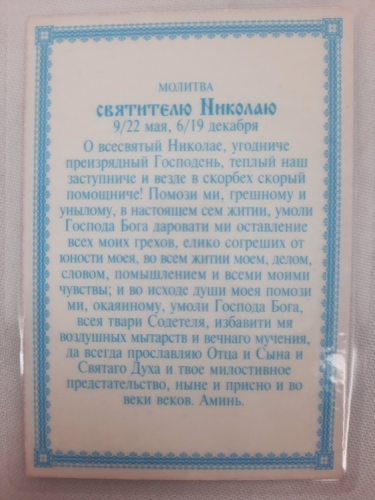 МОЛИТВА
СВЯТИТЕЛЮ НИКОЛАЮ
9/22 мая, 6/19 декабря
О всесвятый Николае, угодниче
преизрядный Господень, теплый наш
заступниче и везде в скорбех скорый
помощниче! Помози ми, грешному и
унылому, в настоящем сем житии, умоли
Господа Бога даровати ми оставление
всех моих грехов, елико согреших от
юности моея, во всем житии моем, делом,
словом, помышлением и всеми моими
чувствы; и во исходе души моея помози
ми, окаянному, умоли Господа Бога,
всея твари Содетеля, избавити мя
воздушных мытарств и вечнаго мучения,
да всегда прославляю Отца и Сына и
Святаго Духа и твое милостивное
предстательство, ныне и присно и во
веки веков. Аминь.